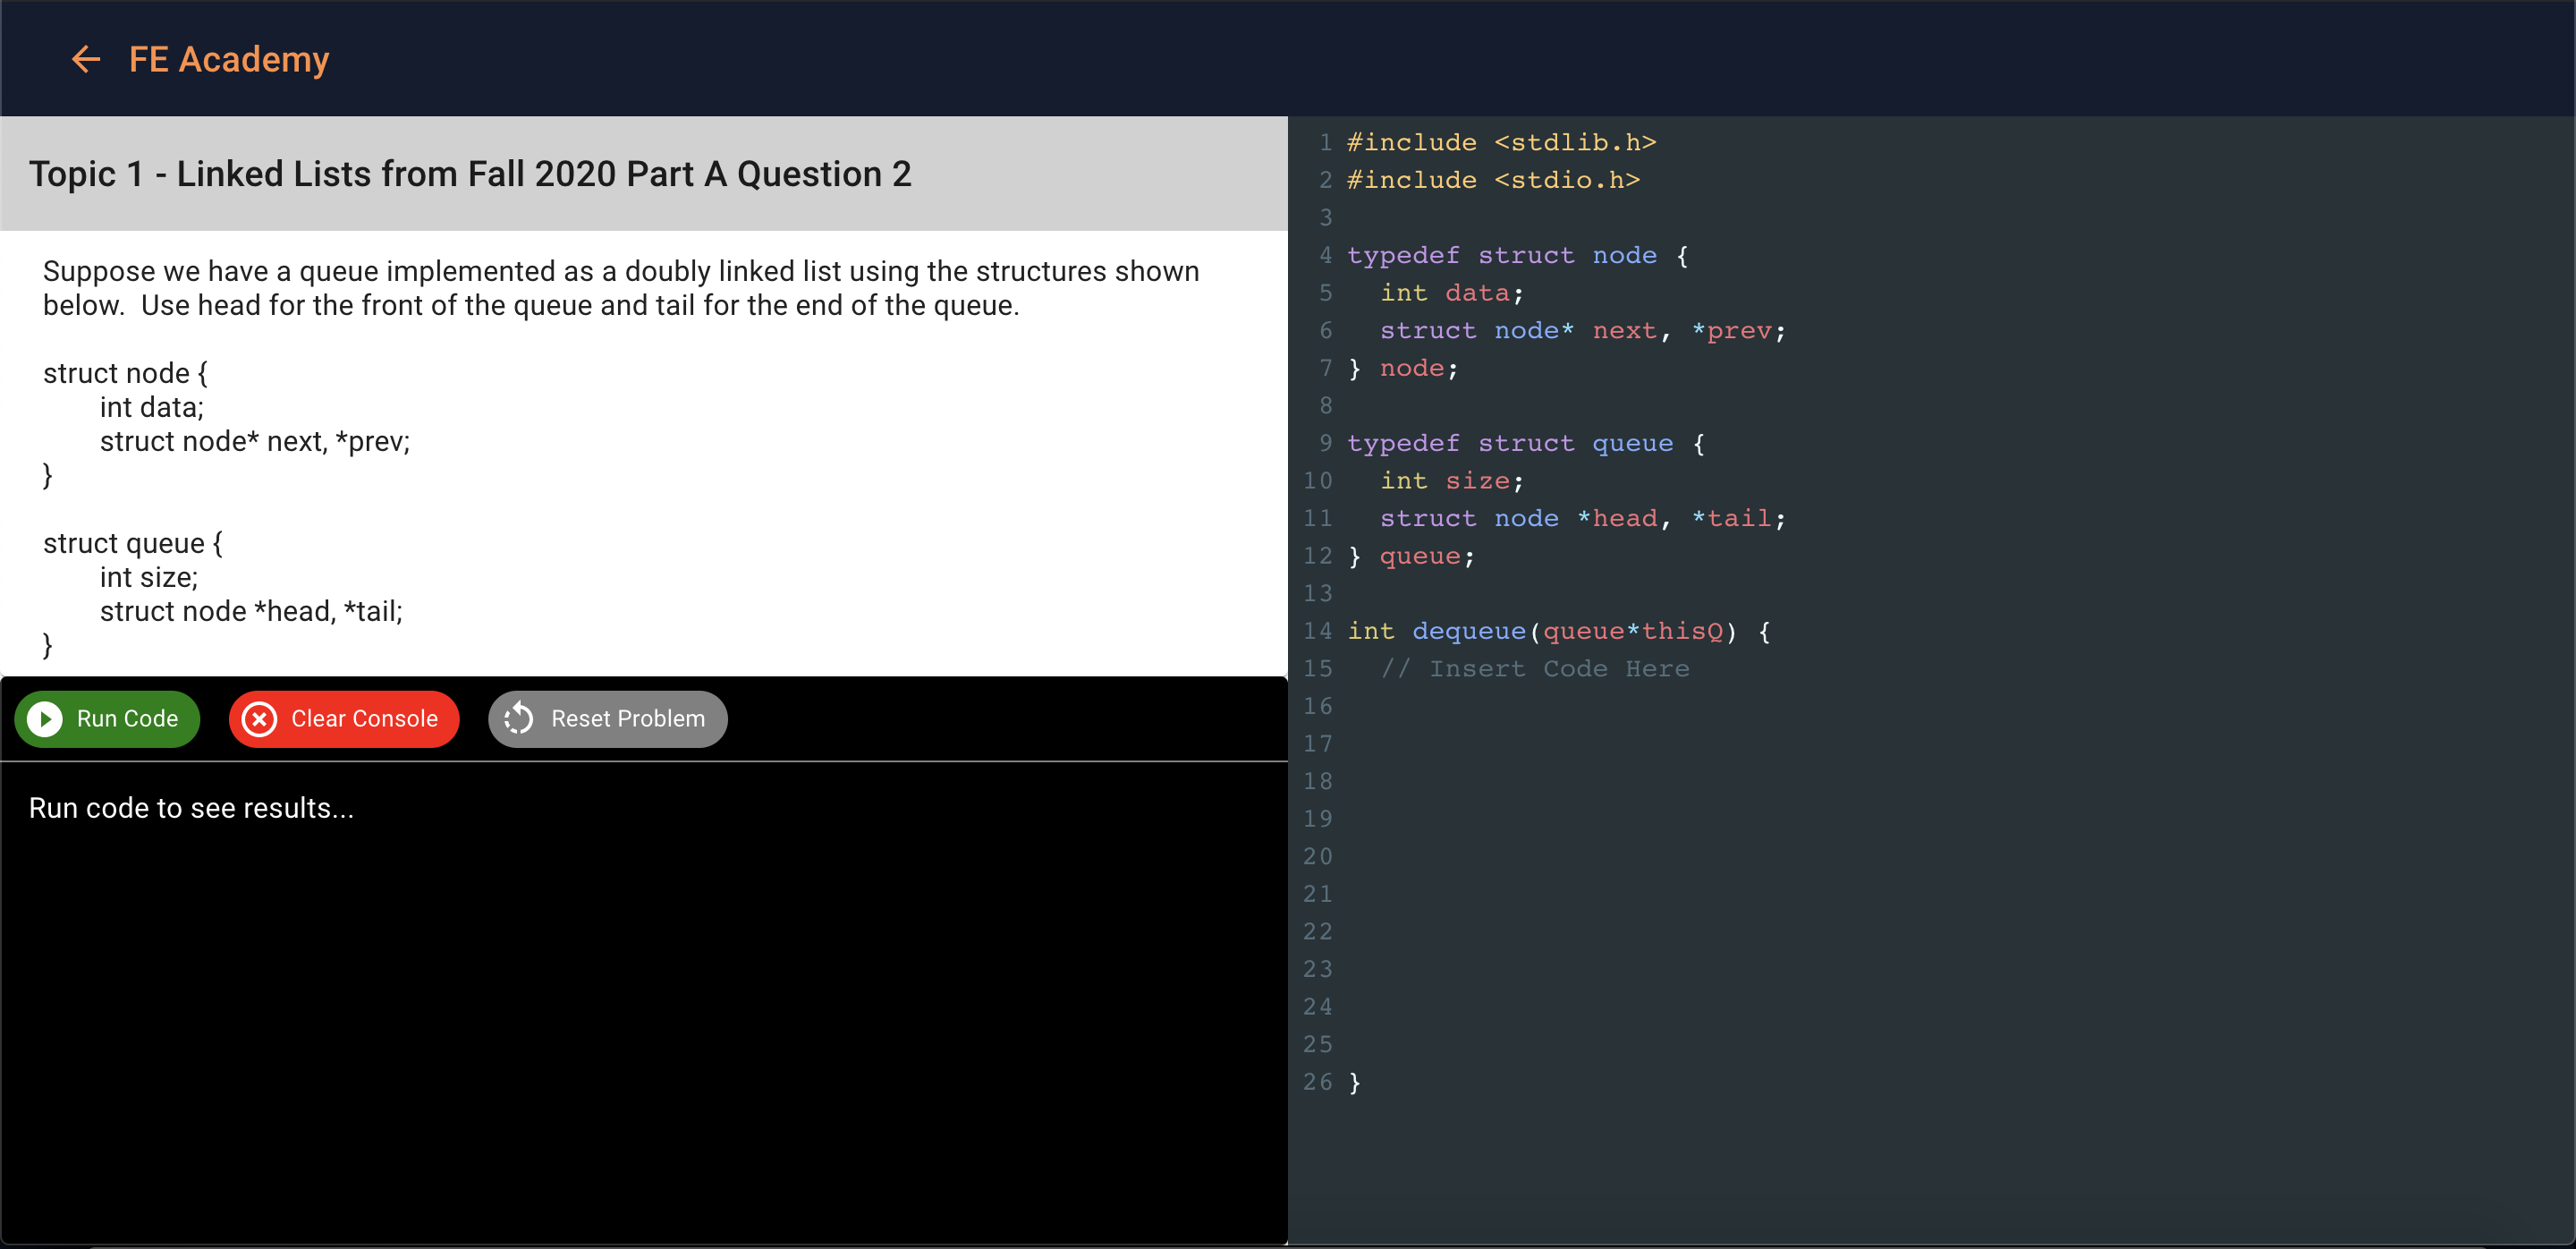 FE Academy
Topic 1 - Linked Lists from Fall 2020 Part A Question 2
Suppose we have a queue implemented as a doubly linked list using the structures shown
below.  Use head for the front of the queue and tail for the end of the queue.
struct node {
int data;
struct node* next, *prev;
}
struct queue {
int size;
struct node *head, *tail;
}
Run Code
Clear Console
Reset Problem
Run code to see results...
1 #include <stdlib.h>
2 #include <stdio.h>
3
4 typedef struct node {
5   int data;
6   struct node* next, *prev;
7 } node;
8
9 typedef struct queue {
10   int size;
11   struct node *head, *tail;
12 } queue;
13
14 int dequeue(queue*thisQ) {
15   // Insert Code Here
16
17
18
19
20
21
22
23
24
25
26 }